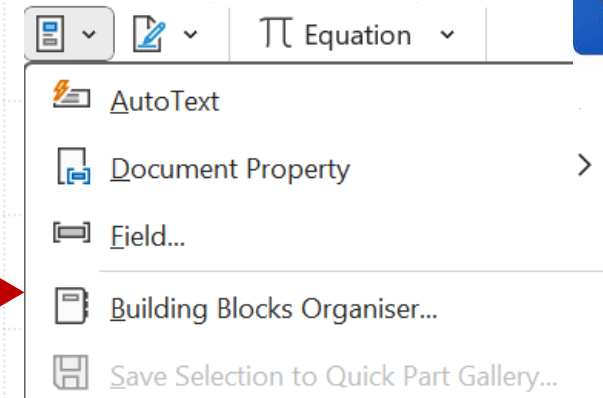 Equation
AutoText
Document Property
Field...
Building Blocks Organiser...
Save Selection to Quick Part Gallery...